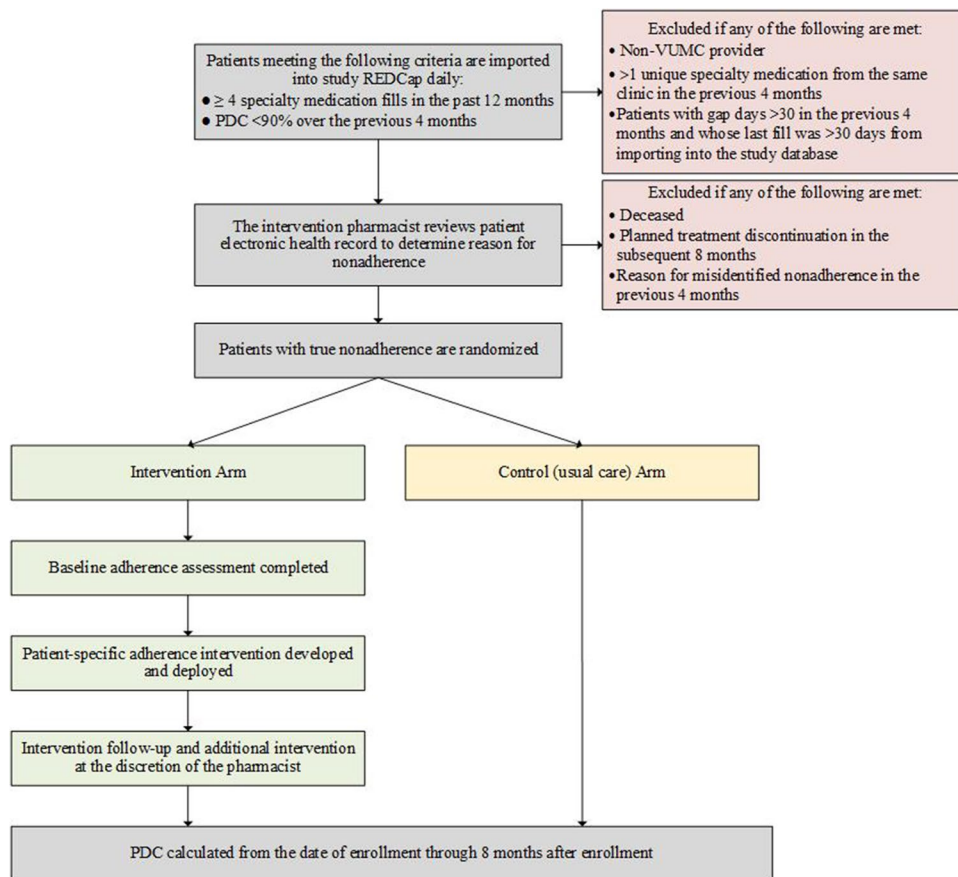 Patients meeting the following criteria are imported
into study REDCap daily:
● ≥ 4 specialty medication fills in the past 12 months
● PDC <90% over the previous 4 months
Excluded if any of the following are met:
• Non-VUMC provider
• >1 unique specialty medication from the same
clinic in the previous 4 months
•Patients with gap days >30 in the previous 4
months and whose last fill was >30 days from
importing into the study database
The intervention pharmacist reviews patient
electronic health record to determine reason for
nonadherence
Excluded if any of the following are met:
• Deceased
• Planned treatment discontinuation in the
subsequent 8 months
•Reason for misidentified nonadherence in the
previous 4 months
Patients with true nonadherence are randomized
Intervention Arm
Control (usual care) Arm
Baseline adherence assessment completed
Patient-specific adherence intervention developed
and deployed
Intervention follow-up and additional intervention
at the discretion of the pharmacist
PDC calculated from the date of enrollment through 8 months after enrollment